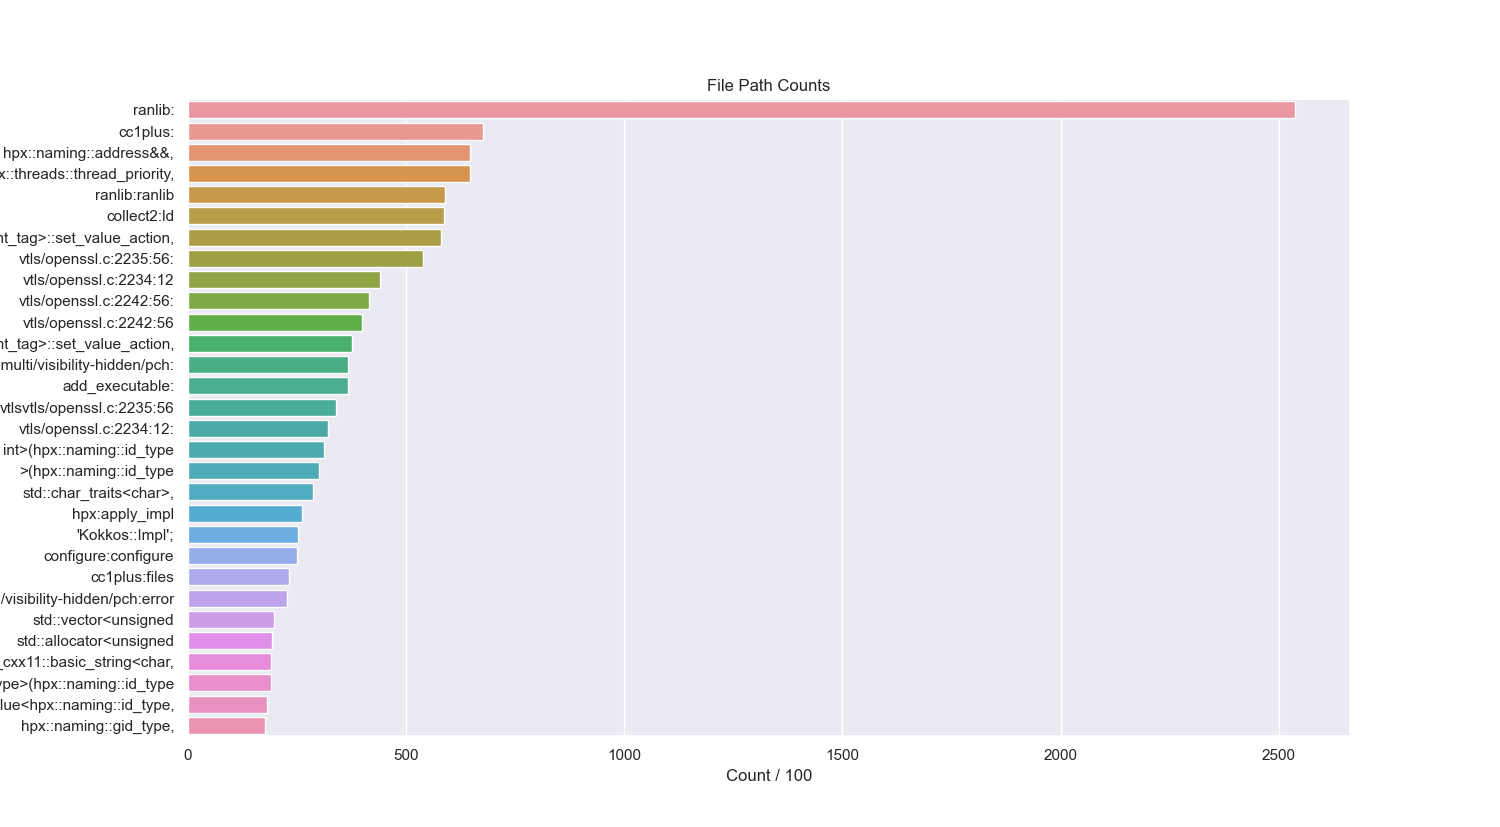 File Path Counts
ranlib:
cc1plus:
hpx::naming::address&&,
x::threads::thread_priority,
ranlib:ranlib
collect2:ld
nt_tag>::set_value_action,
vtls/openssl.c:2235:56:
vtls/openssl.c:2234:12
vtls/openssl.c:2242:56:
vtls/openssl.c:2242:56
nt_tag>::set_value_action,
multi/visibility-hidden/pch:
add_executable:
vtlsvtls/openssl.c:2235:56
vtls/openssl.c:2234:12:
int>(hpx::naming::id_type
>(hpx::naming::id_type
std::char_traits<char>,
hpx:apply_impl
'Kokkos::Impl';
configure:configure
cc1plus:files
/visibility-hidden/pch:error
std::vector<unsigned
std::allocator<unsigned
_cxx11::basic_string<char,
ype>(hpx::naming::id_type
lue<hpx::naming::id_type,
hpx::naming::gid_type,
0 500 1000 1500 2000 2500
Count / 100